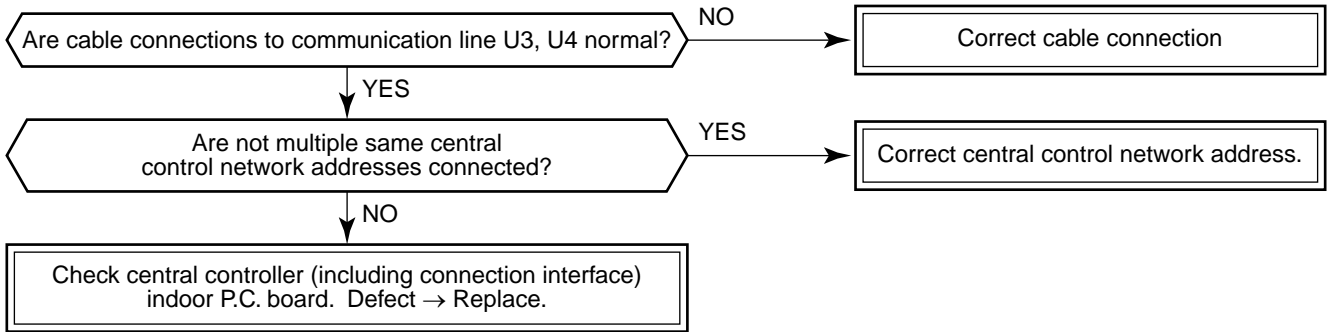 Are cable connections to communication line U3, U4 normal?
NO
Correct cable connection
YES
Are not multiple same central
control network addresses connected?
YES
Correct central control network address.
NO
Check central controller (including connection interface)
indoor P.C. board.  Defect → Replace.